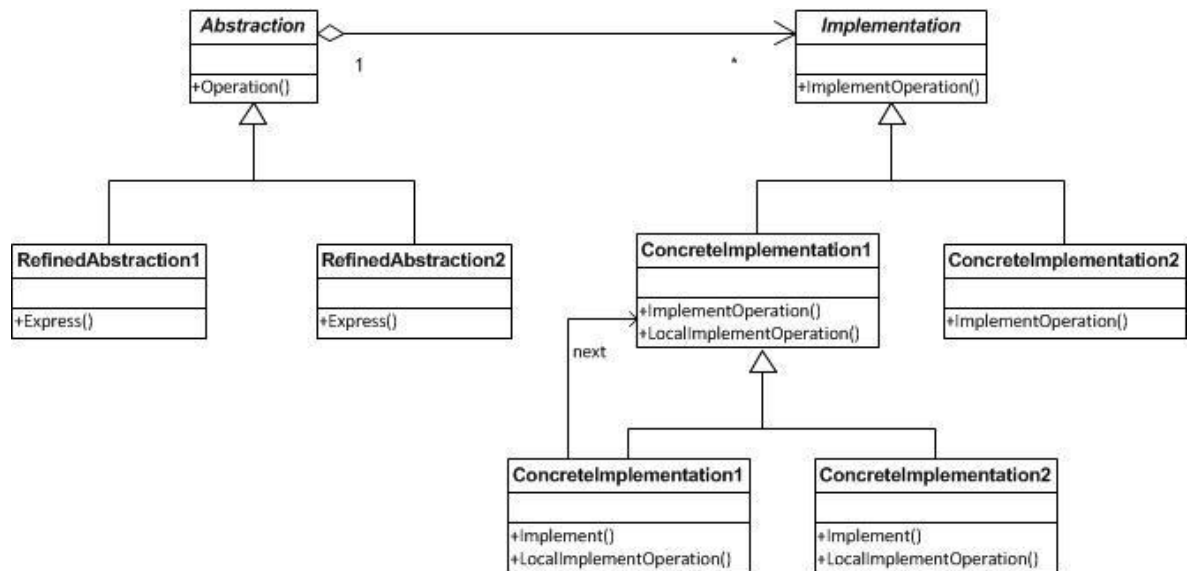 Abstraction
+Operation()
1
*
Implementation
+ImplementOperation()
RefinedAbstraction1
+Express()
RefinedAbstraction2
+Express()
ConcreteImplementation1
+ImplementOperation()
+LocalImplementOperation()
ConcreteImplementation2
+ImplementOperation()
next
ConcreteImplementation1
+Implement()
+LocalImplementOperation()
ConcreteImplementation2
+Implement()
+LocalImplementOperation()